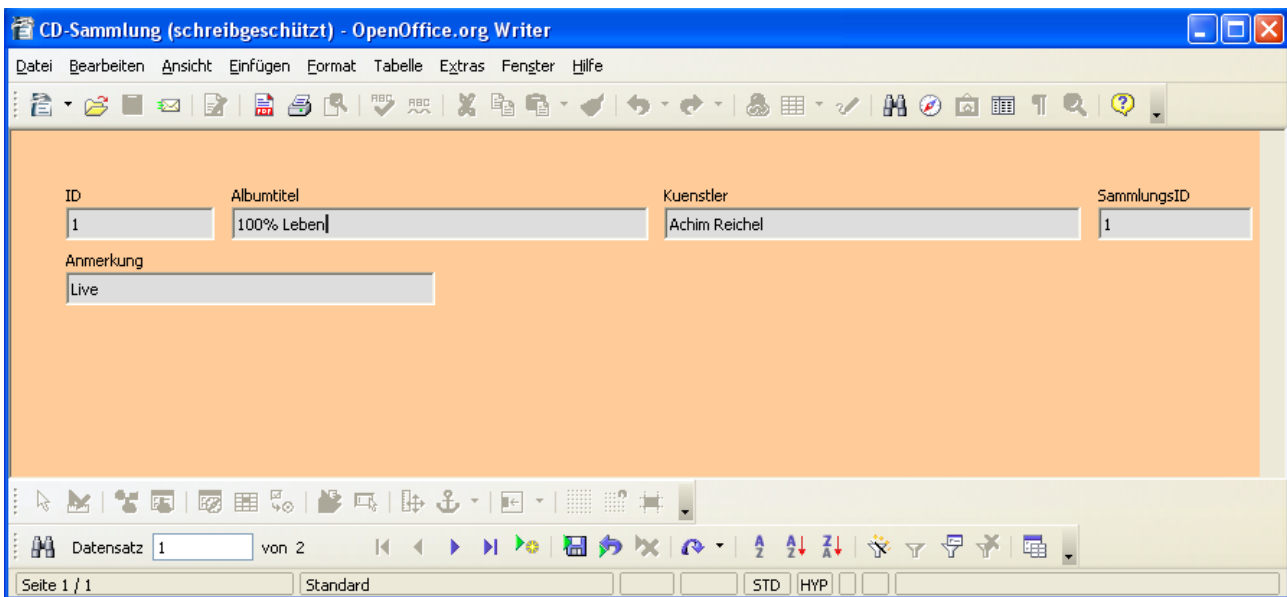 CD-Sammlung (schreibgeschützt) - OpenOffice.org Writer
Datei Bearbeiten Ansicht Einfügen Format Tabelle Extras Fenster Hilfe
ID Albumtitel Kuenstler SammlungsID
1 100% Leben Achim Reichel 1
Anmerkung
Live
Datensatz 1 von 2
Seite 1 / 1 Standard STD HYP